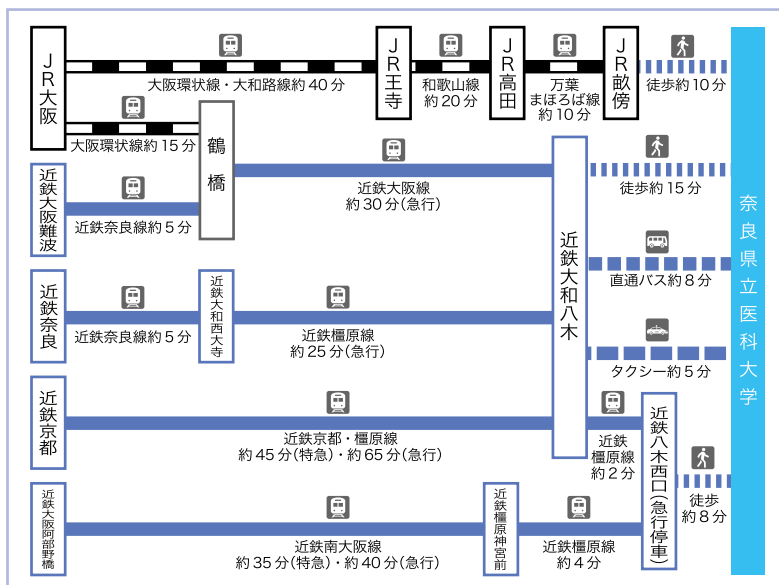 JR大阪
大阪環状線・大和路線約40分
JR王寺
和歌山線
約20分
JR高田
万葉
まほろば線
約10分
JR畝傍
徒歩約10分
大阪環状線約15分
鶴橋
近鉄大阪難波
近鉄奈良線約5分
近鉄大阪線
約30分(急行)
近鉄大和八木
徒歩約15分
直通バス約8分
タクシー約5分
奈良県立医科大学
近鉄奈良
近鉄奈良線約5分
近鉄大和西大寺
近鉄橿原線
約25分(急行)
近鉄京都
近鉄京都・橿原線
約45分(特急)・約65分(急行)
近鉄
橿原線
約2分
近鉄八木西口(急行停車)
徒歩
約8分
近鉄大阪阿部野橋
近鉄南大阪線
約35分(特急)・約40分(急行)
近鉄橿原神宮前
近鉄橿原線
約4分